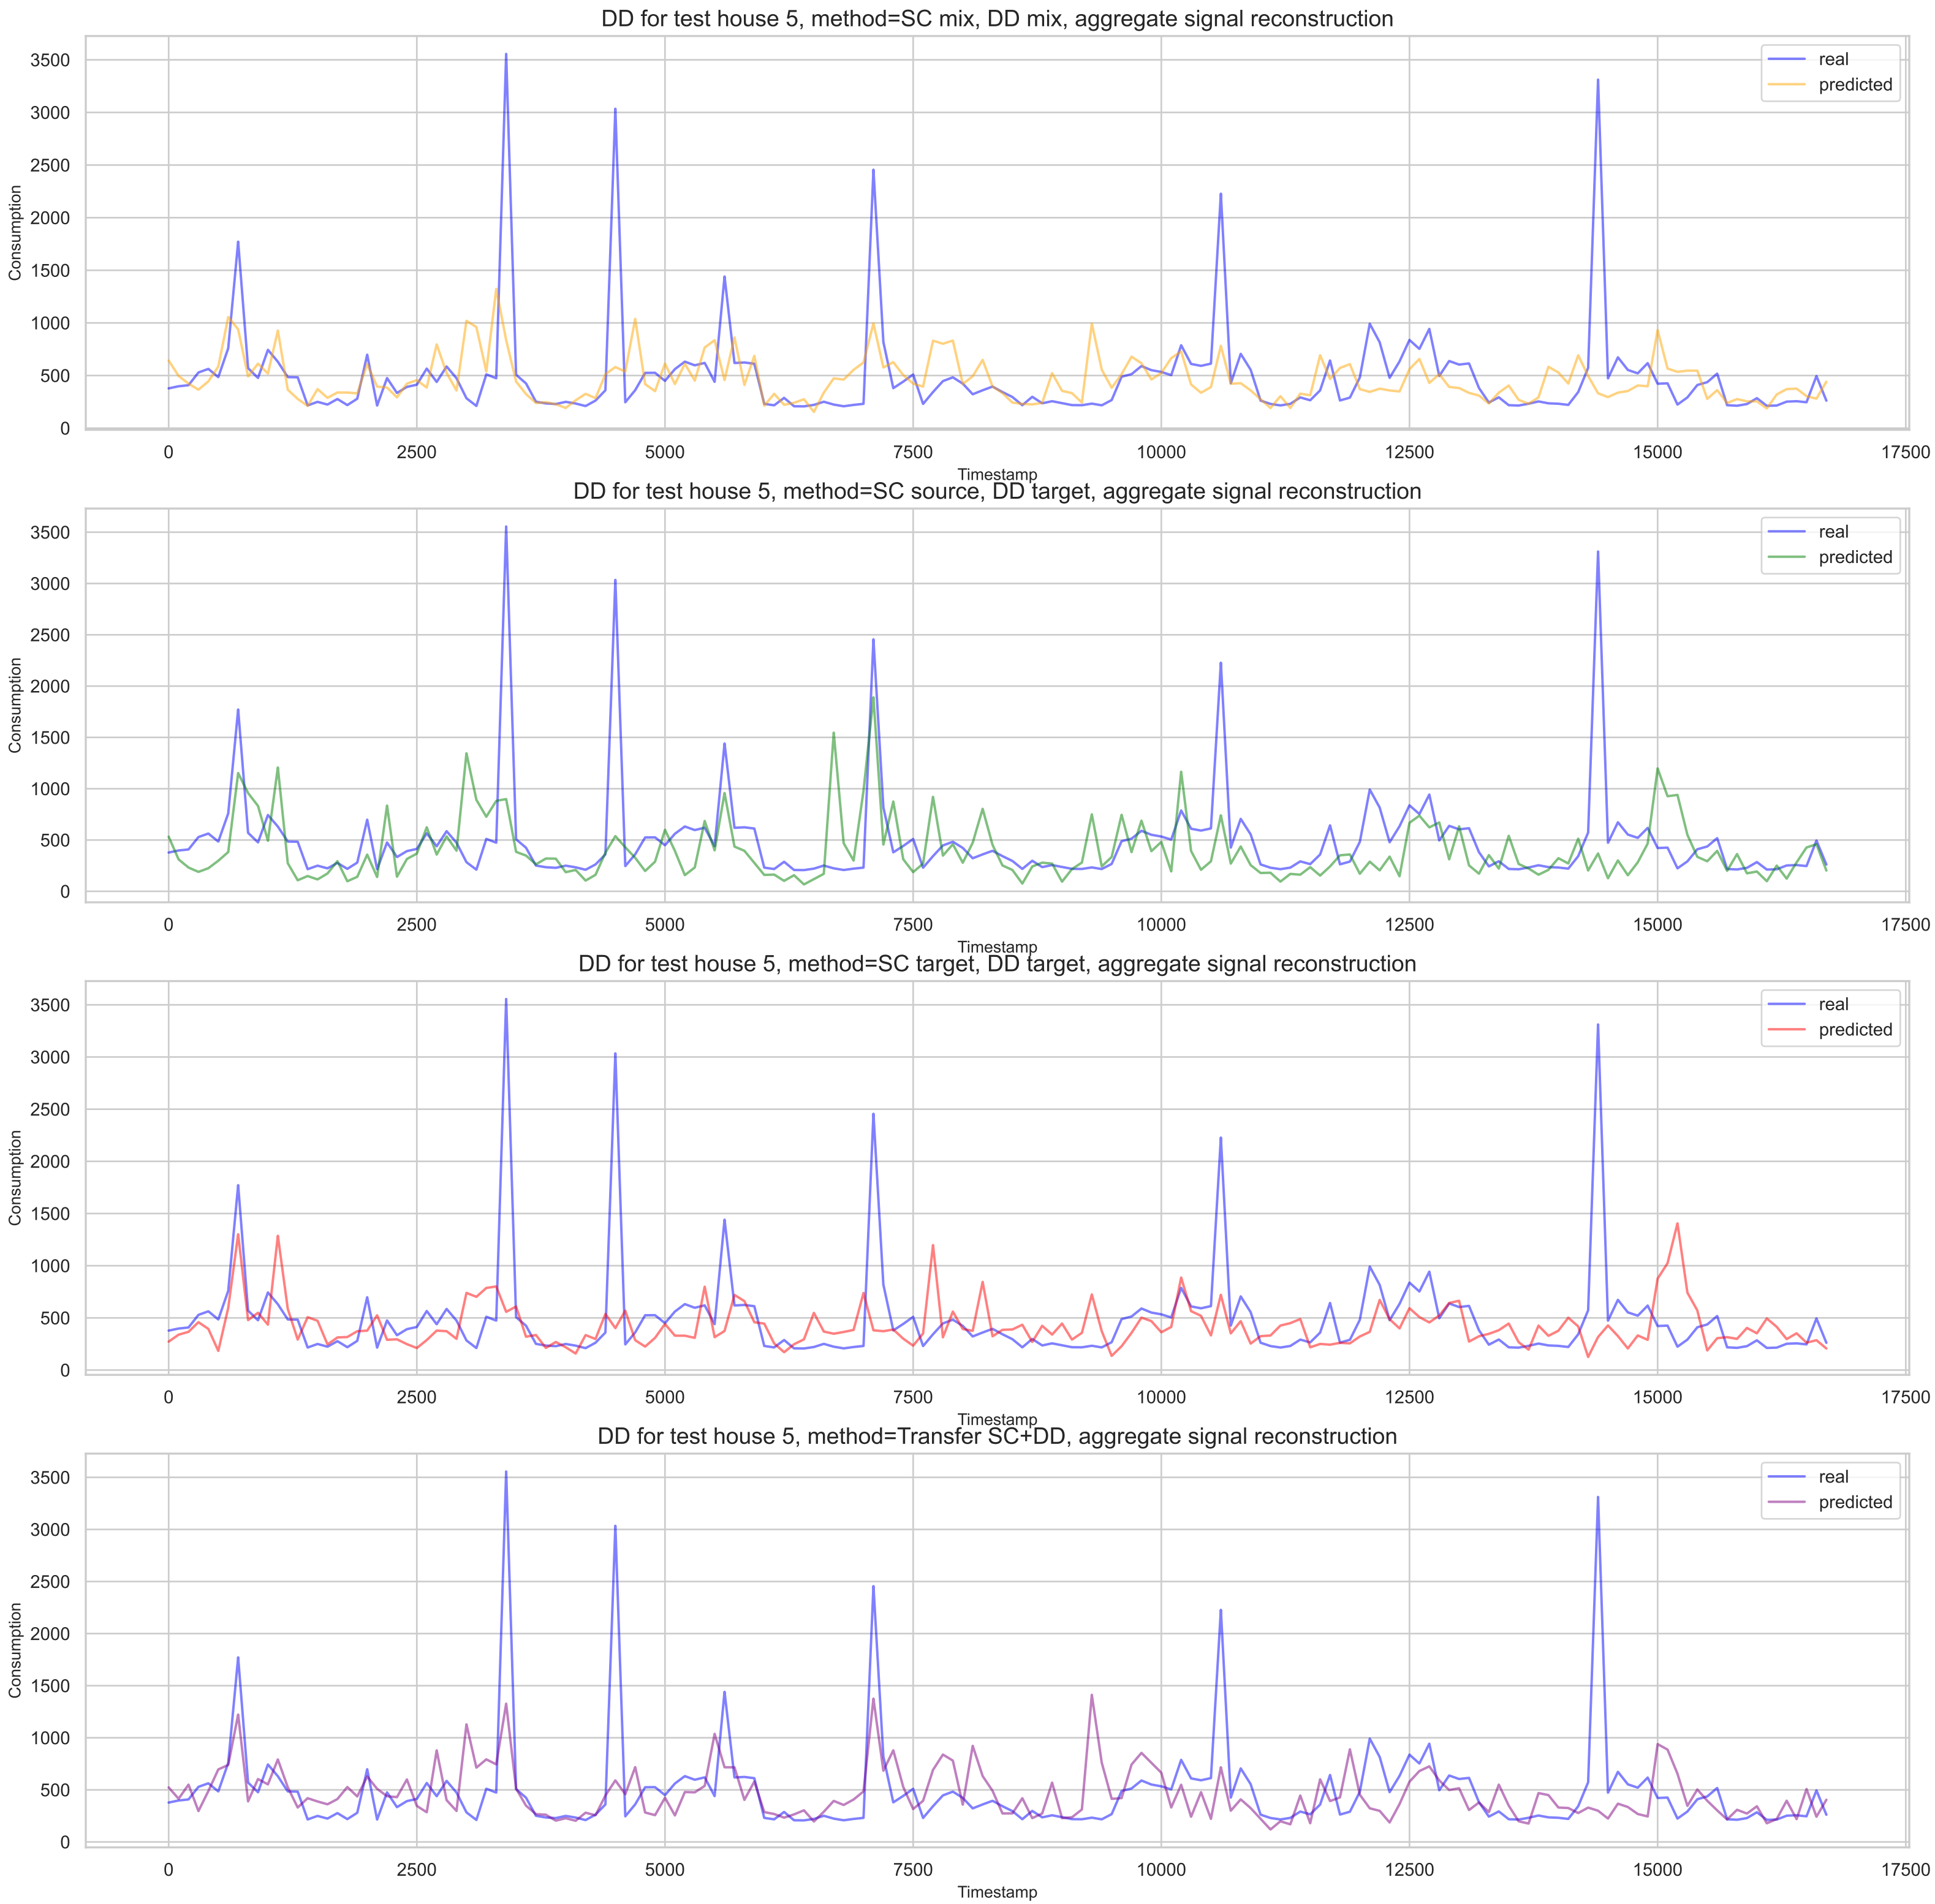 DD for test house 5, method=SC mix, DD mix, aggregate signal reconstruction
real
predicted
Consumption
3500
3000
2500
2000
1500
1000
500
0
0 2500 5000 7500 10000 12500 15000 17500
Timestamp
DD for test house 5, method=SC source, DD target, aggregate signal reconstruction
real
predicted
Consumption
3500
3000
2500
2000
1500
1000
500
0
0 2500 5000 7500 10000 12500 15000 17500
Timestamp
DD for test house 5, method=SC target, DD target, aggregate signal reconstruction
real
predicted
Consumption
3500
3000
2500
2000
1500
1000
500
0
0 2500 5000 7500 10000 12500 15000 17500
Timestamp
DD for test house 5, method=Transfer SC+DD, aggregate signal reconstruction
real
predicted
Consumption
3500
3000
2500
2000
1500
1000
500
0
0 2500 5000 7500 10000 12500 15000 17500
Timestamp